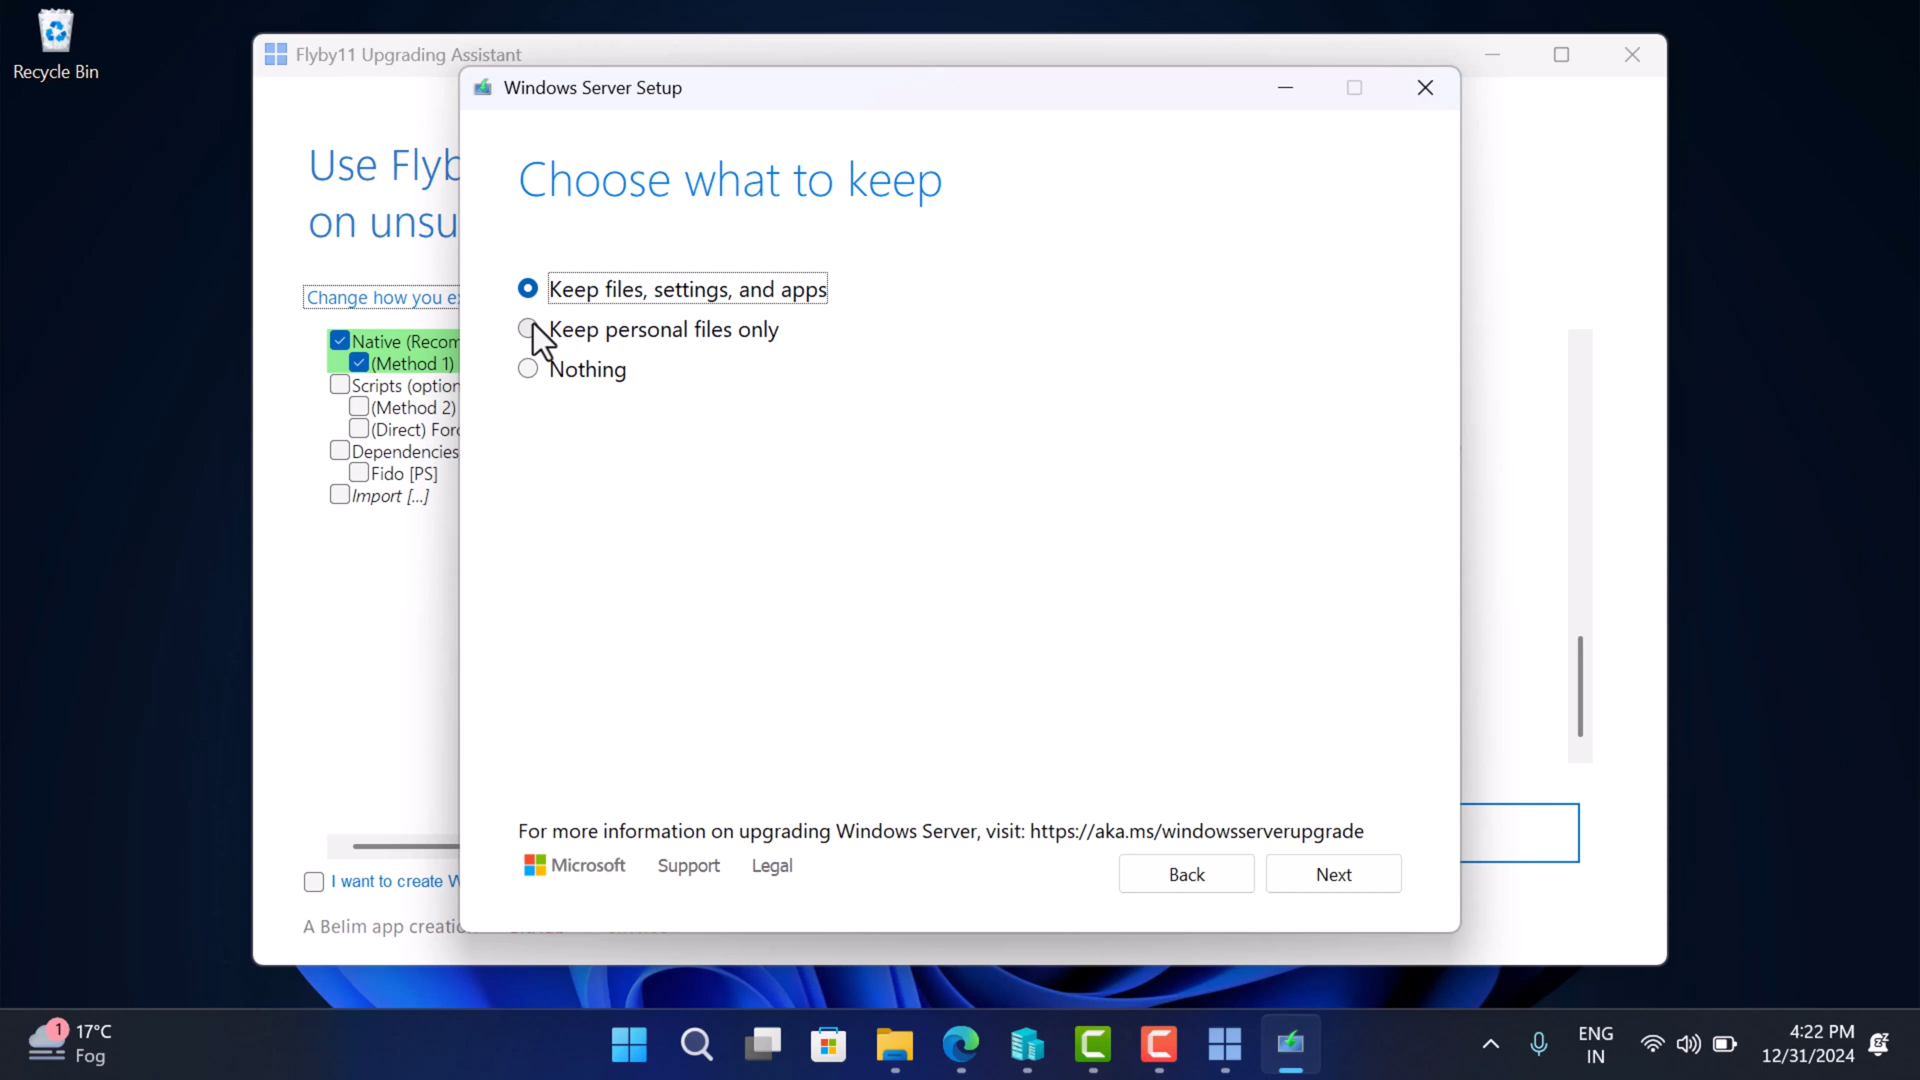 Recycle Bin
Flyby11 Upgrading Assistant
Windows Server Setup
Use Flyb
on unsu
Choose what to keep
Change how you e
Keep files, settings, and apps
Keep personal files only
Nothing
Native (Recom
(Method 1)
Scripts (option
(Method 2)
(Direct) Forc
Dependencies
Fido [PS]
Import [...]
For more information on upgrading Windows Server, visit: https://aka.ms/windowsserverupgrade
Microsoft Support Legal
Back Next
I want to create W
A Belim app creatio
1 17°C
Fog
ENG
IN
4:22 PM
12/31/2024